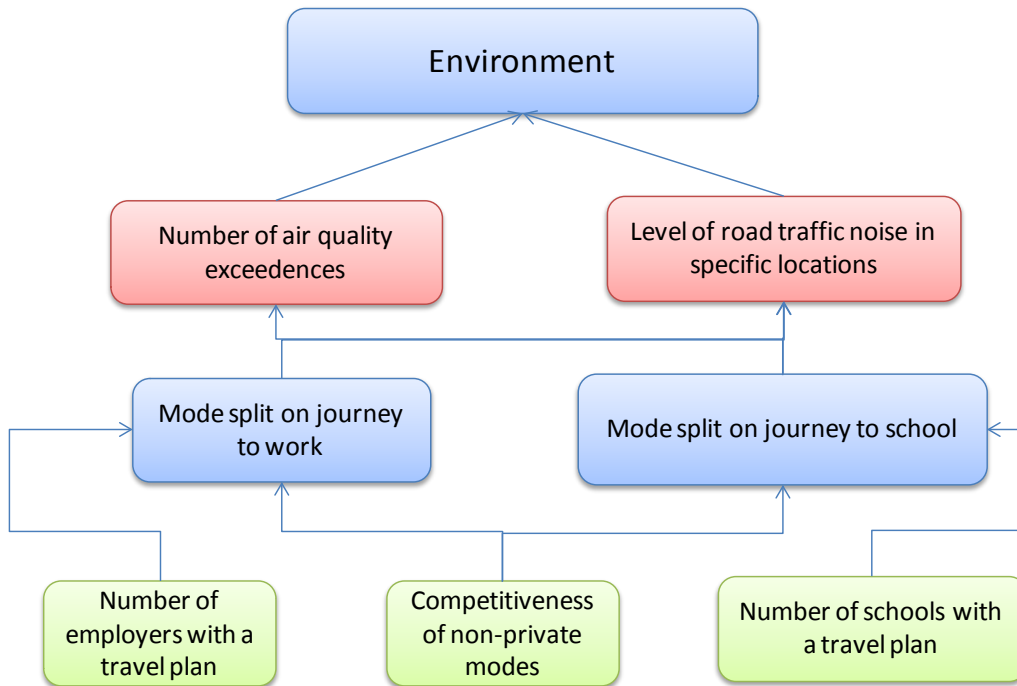 Environment
Number of air quality
exceedences
Level of road traffic noise in
specific locations
Mode split on journey
to work
Mode split on journey to school
Number of
employers with a
travel plan
Competitiveness
of non-private
modes
Number of schools with
a travel plan